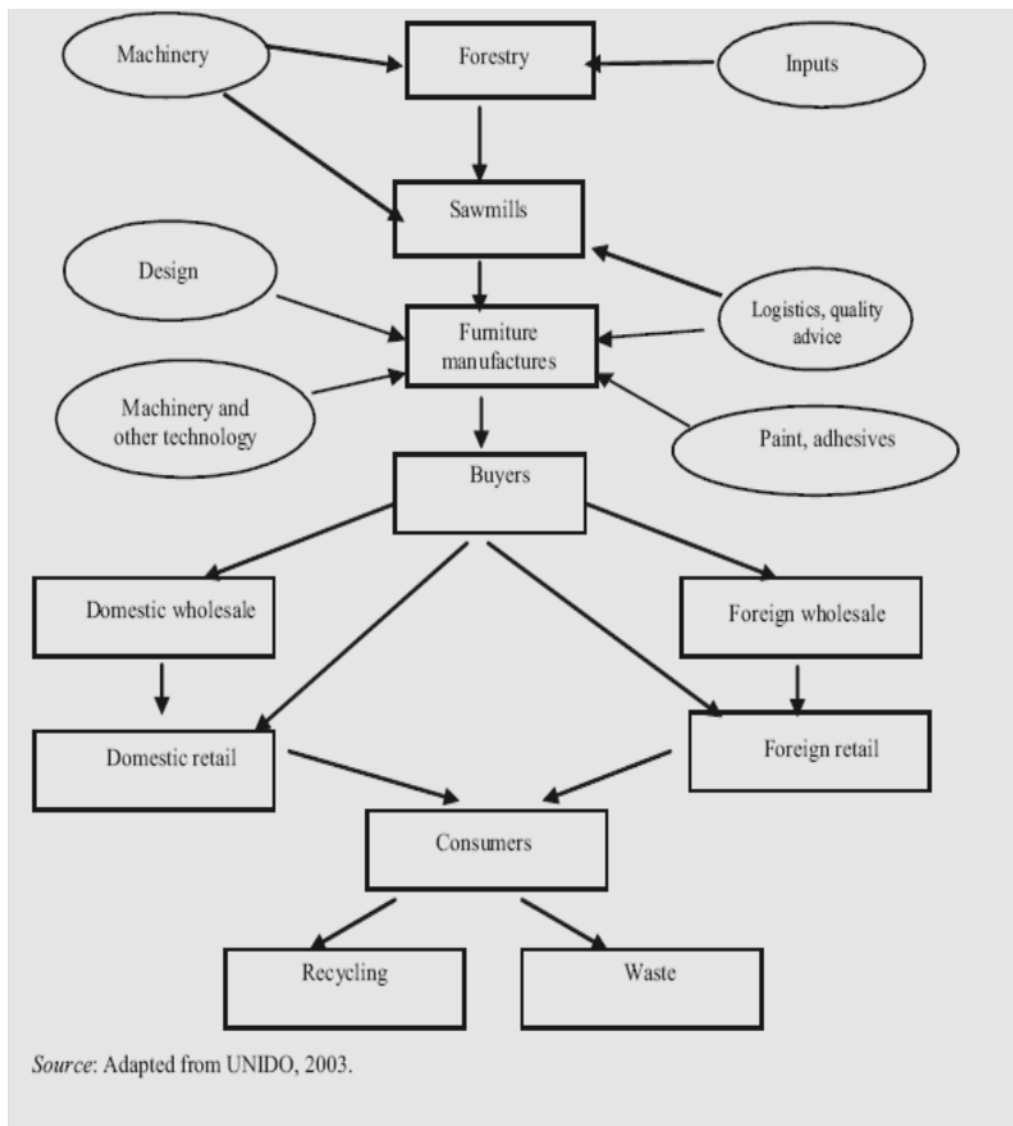 Machinery
Forestry
Inputs
Sawmills
Design
Logistics, quality
advice
Furniture
manufactures
Machinery and
other technology
Paint, adhesives
Buyers
Domestic wholesale
Foreign wholesale
Domestic retail
Foreign retail
Consumers
Recycling
Waste
Source: Adapted from UNIDO, 2003.